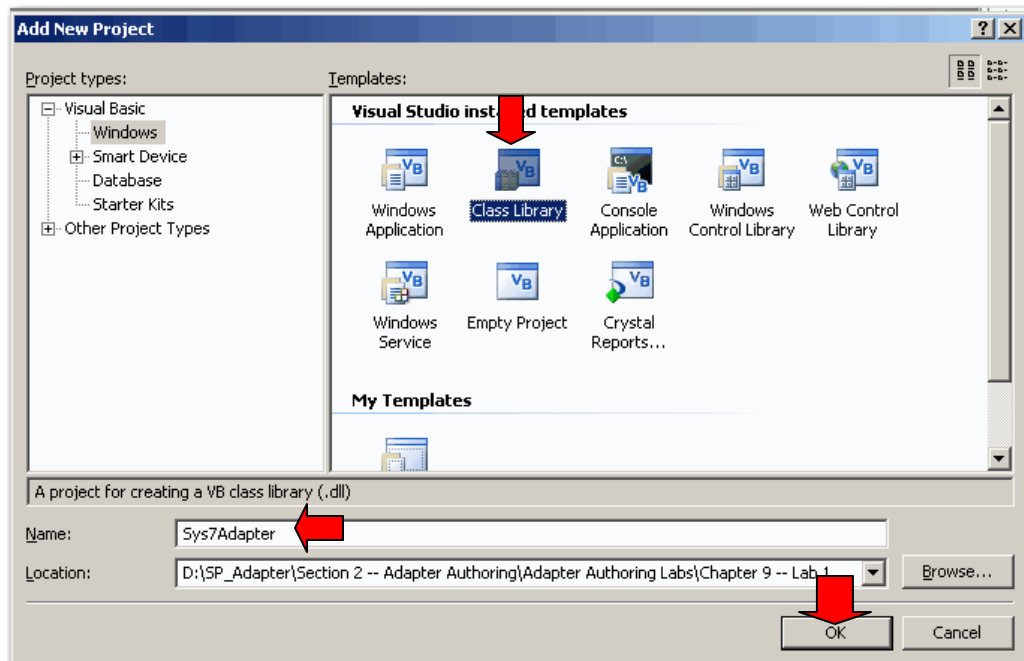 Add New Project
Project types:
Templates:
Visual Basic
Windows
Smart Device
Database
Starter Kits
Other Project Types
Visual Studio inst d templates
Windows Application
Class Library
Console Application
Windows Control Library
Web Control Library
Windows Service
Empty Project
Crystal Reports...
My Templates
A project for creating a VB class library (.dll)
Name:
Sys7Adapter
Location:
D:\SP_Adapter\Section 2 -- Adapter Authoring\Adapter Authoring Labs\Chapter 9 -- Lab 1
Browse...
OK
Cancel